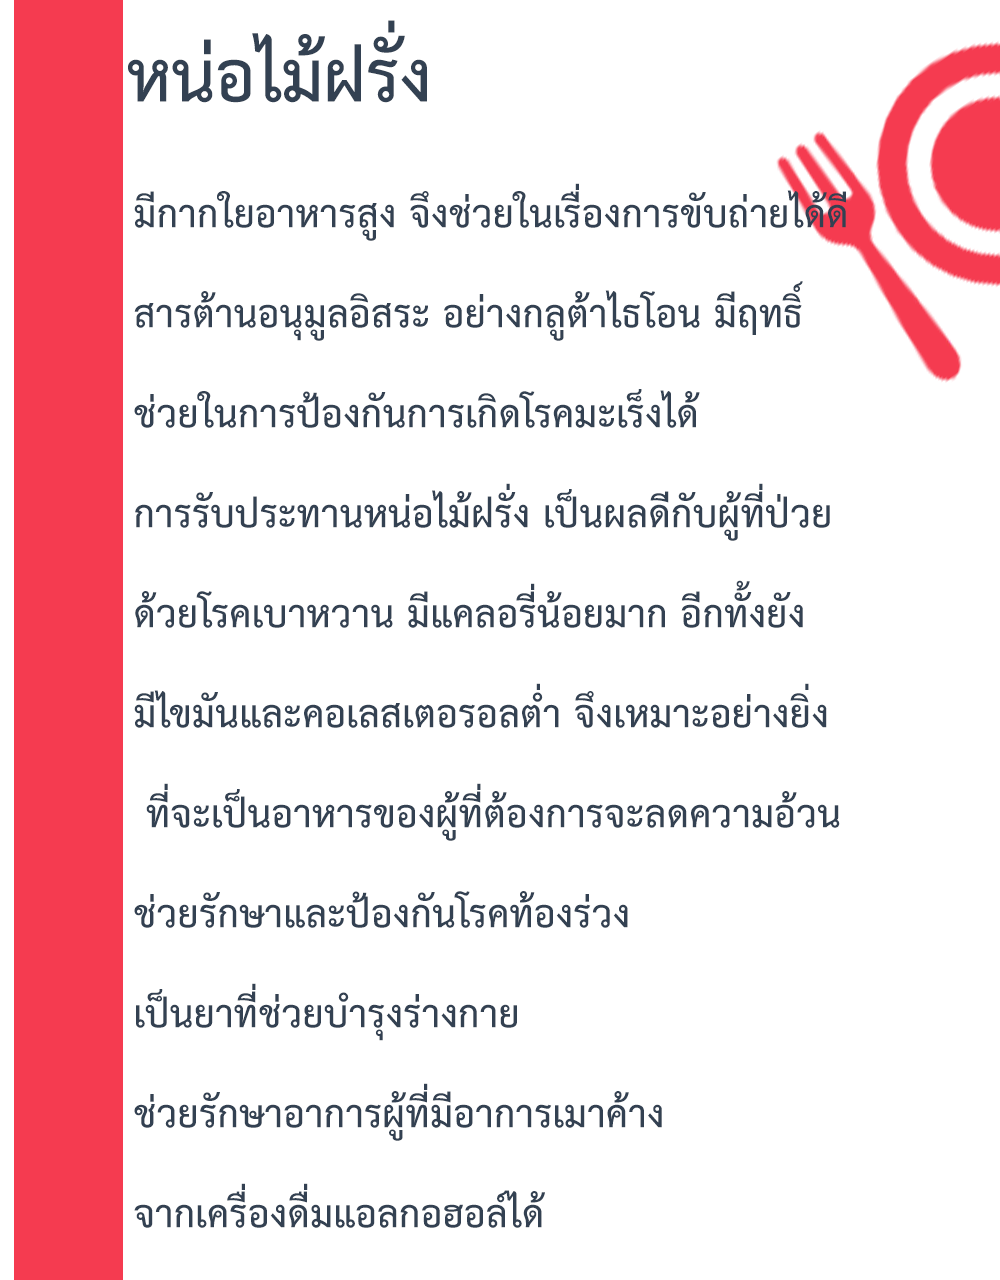 หน่อไม้ฝรั่ง
มีกากใยอาหารสูง จึงช่วยในเรื่องการขับถ่ายได้ดี
สารต้านอนุมูลอิสระ อย่างกลูต้าไธโอน มีฤทธิ์
ช่วยในการป้องกันการเกิดโรคมะเร็งได้
การรับประทานหน่อไม้ฝรั่ง เป็นผลดีกับผู้ที่ป่วย
ด้วยโรคเบาหวาน มีแคลอรี่น้อยมาก อีกทั้งยัง
มีไขมันและคอเลสเตอรอลต่ำ จึงเหมาะอย่างยิ่ง
ที่จะเป็นอาหารของผู้ที่ต้องการจะลดความอ้วน
ช่วยรักษาและป้องกันโรคท้องร่วง
เป็นยาที่ช่วยบำรุงร่างกาย
ช่วยรักษาอาการผู้ที่มีอาการเมาค้าง
จากเครื่องดื่มแอลกอฮอล์ได้